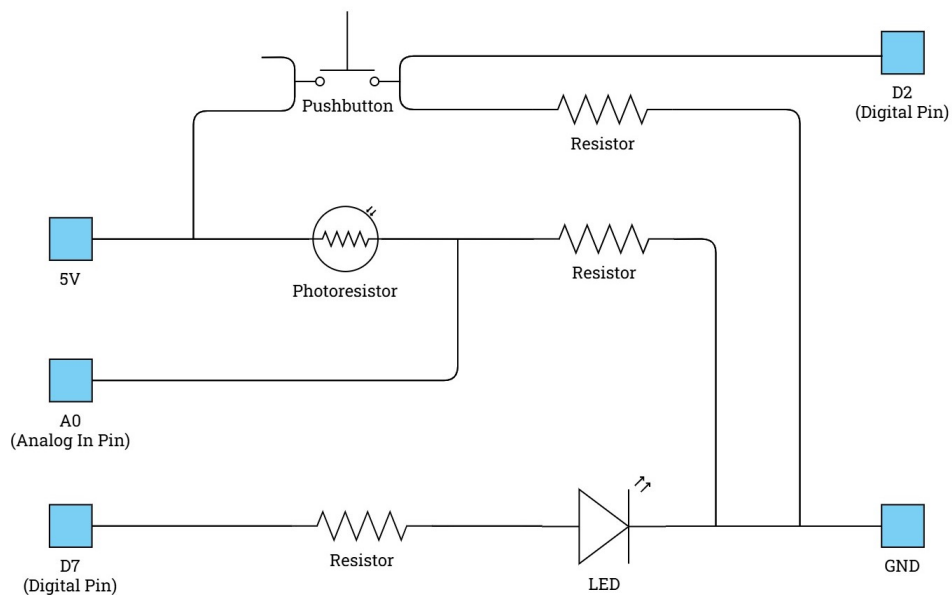 Pushbutton
D2
(Digital Pin)
Resistor
5V
Photoresistor
Resistor
A0
(Analog In Pin)
D7
(Digital Pin)
Resistor
LED
GND